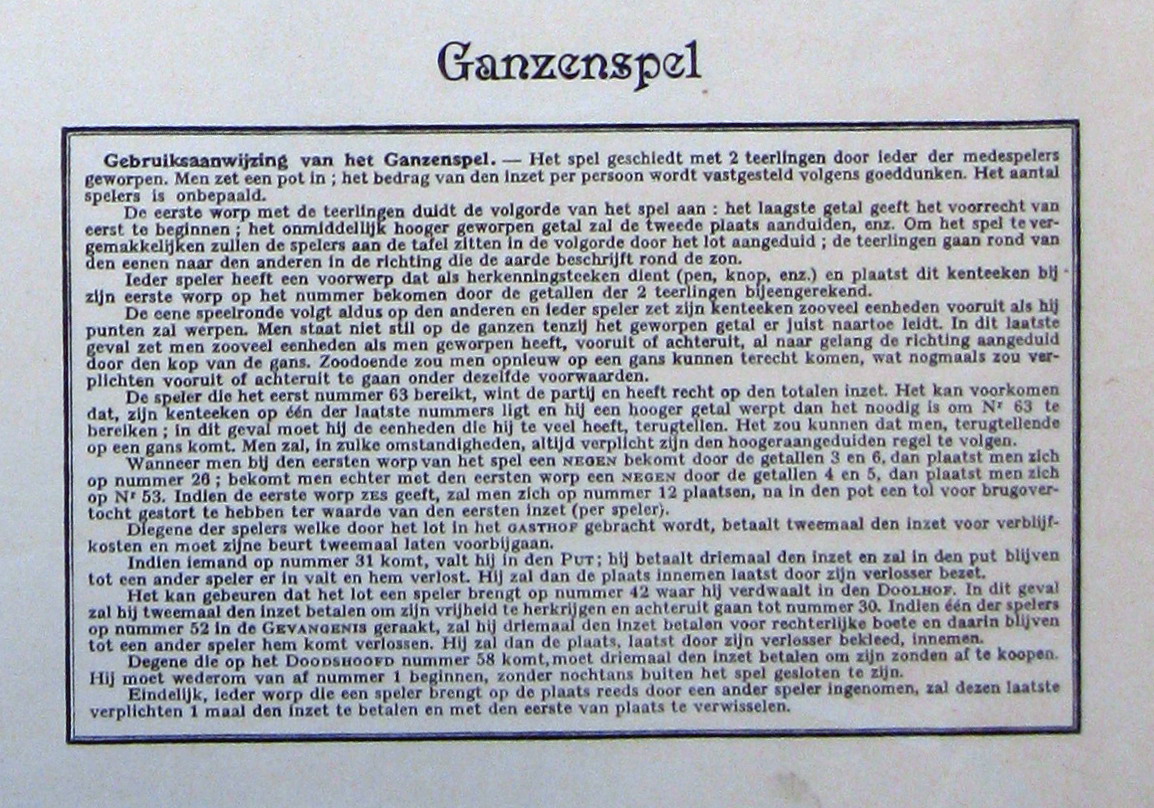 Ganzenspel
Gebruiksaanwijzing van het Ganzenspel. — Het spel geschiedt met 2 teerlingen door ieder der medespelers
geworpen. Men zet een pot in ; het bedrag van den inzet per persoon wordt vastgesteld volgens goeddunken. Het aantal
spelers is onbepaald.
De eerste worp met de teerlingen duidt de volgorde van het spel aan : het laagste getal geeft het voorrecht van
eerst te beginnen ; het onmiddellijk hooger geworpen getal zal de tweede plaats aanduiden, enz. Om het spel te ver-
gemakkelijken zullen de spelers aan de tafel zitten in de volgorde door het lot aangeduid ; de teerlingen gaan rond van
den eenen naar den anderen in de richting die de aarde beschrijft rond de zon.
Ieder speler heeft een voorwerp dat als herkenningsteeken dient (pen, knop, enz.) en plaatst dit kenteeken bij
zijn eerste worp op het nummer bekomen door de getallen der 2 teerlingen bijeengerekend.
De eene speelronde volgt aldus op den anderen en ieder speler zet zijn kenteeken zooveel eenheden vooruit als hij
punten zal werpen. Men staat niet stil op de ganzen tenzij het geworpen getal er juist naartoe leidt. In dit laatste
geval zet men zooveel eenheden als men geworpen heeft, vooruit of achteruit, al naar gelang de richting aangeduid
door den kop van de gans. Zoodoende zou men opnieuw op een gans kunnen terecht komen, wat nogmaals zou ver-
plichten vooruit of achteruit te gaan onder dezelfde voorwaarden.
De speler die het eerst nummer 63 bereikt, wint de partij en heeft recht op den totalen inzet. Het kan voorkomen
dat, zijn kenteeken op één der laatste nummers ligt en hij een hooger getal werpt dan het noodig is om Nr 63 te
bereiken ; in dit geval moet hij de eenheden die hij te veel heeft, terugtellen. Het zou kunnen dat men, terugtellende
op een gans komt. Men zal, in zulke omstandigheden, altijd verplicht zijn den hoogeraangeduiden regel te volgen.
Wanneer men bij den eersten worp van het spel een NEGEN bekomt door de getallen 3 en 6, dan plaatst men zich
op nummer 26 ; bekomt men echter met den eersten worp een NEGEN door de getallen 4 en 5, dan plaatst men zich
op Nr 53. Indien de eerste worp ZES geeft, zal men zich op nummer 12 plaatsen, na in den pot een tol voor brugover-
tocht gestort te hebben ter waarde van den eersten inzet (per speler).
Diegene der spelers welke door het lot in het GASTHOF gebracht wordt, betaalt tweemaal den inzet voor verblijf-
kosten en moet zijne beurt tweemaal laten voorbijgaan.
Indien iemand op nummer 31 komt, valt hij in den PUT ; hij betaalt driemaal den inzet en zal in den put blijven
tot een ander speler er in valt en hem verlost. Hij zal dan de plaats innemen laatst door zijn verlosser bezet.
Het kan gebeuren dat het lot een speler brengt op nummer 42 waar hij verdwaalt in den DOOLHOF. In dit geval
zal hij tweemaal den inzet betalen om zijn vrijheid te herkrijgen en achteruit gaan tot nummer 30. Indien één der spelers
op nummer 52 in de GEVANGENIS geraakt, zal hij driemaal den inzet betalen voor rechterlijke boete en daarin blijven
tot een ander speler hem komt verlossen. Hij zal dan de plaats, laatst door zijn verlosser bekleed, innemen.
Degene die op het DOODSHOOFD nummer 58 komt, moet driemaal den inzet betalen om zijn zonden af te koopen.
Hij moet wederom van af nummer 1 beginnen, zonder nochtans buiten het spel gesloten te zijn.
Eindelijk, ieder worp die een speler brengt op de plaats reeds door een ander speler ingenomen, zal dezen laatste
verplichten 1 maal den inzet te betalen en met den eerste van plaats te verwisselen.